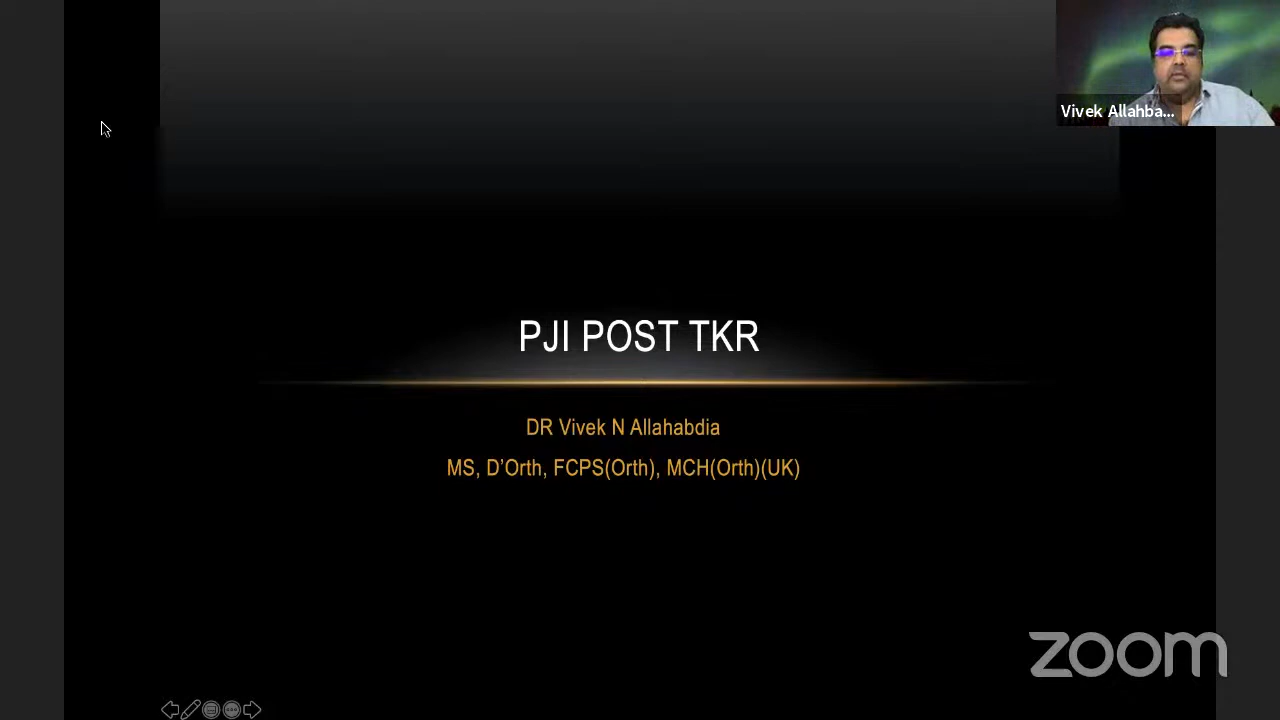 Vivek Allahba...
PJI POST TKR
DR Vivek N Allahabdia
MS, D'Orth, FCPS(Orth), MCH(Orth)(UK)
zoom